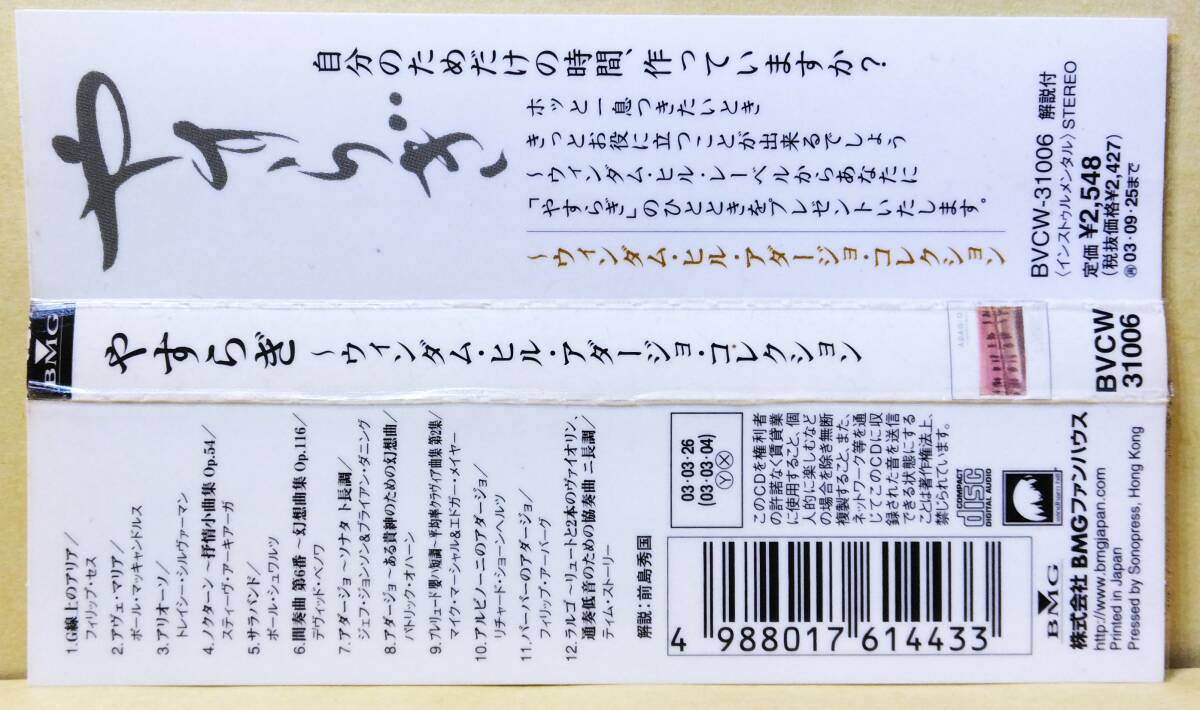 やすらぎ
自分のためだけの時間、作っていますか？
ホッと一息つきたいとき
きっとお役に立つことが出来るでしょう
～ウィンダム・ヒル・レーベルからあなたに
「やすらぎ」のひとときをプレゼントいたします。
～ウィンダム・ヒル・アダージョ・コレクション
BVCW-31006 解説付
〈インストゥルメンタル〉STEREO
定価¥2,548
(税抜価格¥2,427)
㊞03・09・25まで
BMG
やすらぎ ～ウィンダム・ヒル・アダージョ・コレクション
ADAGIO
BVCW
31006
1. G線上のアリア／
フィリップ・セス
2. アヴェ・マリア／
ポール・マッキャンドルス
3. アリオーソ／
トレイシー・シルヴァーマン
4. ノクターン ～抒情小曲集 Op.54／
スティーヴ・アーキアーガ
5. サラバンド／
ポール・シュワルツ
6. 間奏曲 第6番 ～幻想曲集 Op.116／
デヴィッド・ベノワ
7. アダージョ ～ソナタ ト長調／
ジェフ・ジョンソン&ブライアン・ダニング
8. アダージョ ～ある貴紳のための幻想曲／
パトリック・オハーン
9. プレリュード 嬰ハ短調 ～平均率クラヴィア曲集 第2集／
マイク・マーシャル&エドガー・メイヤー
10. アルビノーニのアダージョ／
リチャード・ショーンヘルツ
11. バーバーのアダージョ／
フィリップ・アーバーグ
12. ラルゴ ～リュートと2本のヴァイオリン、
通奏低音のための協奏曲 ニ長調／
ティム・ストーリー
解説：前島秀国
03・03・26
(03・03・04)
Ⓨ Ⓧ
このCDを権利者
の許諾なく賃貸業
に使用すること、個
人的に楽しむなど
の場合を除き無断
複製すること、また、
ネットワーク等を通
じてこのCDに収
録された音を送信
できる状態にする
ことは著作権法上、
禁じられています。
COMPACT
disc
DIGITAL AUDIO
windham hill
4 988017 614433
BMG
株式会社 BMGファンハウス
http://www.bmgjapan.com
Printed in Japan
Pressed by Sonopress, Hong Kong